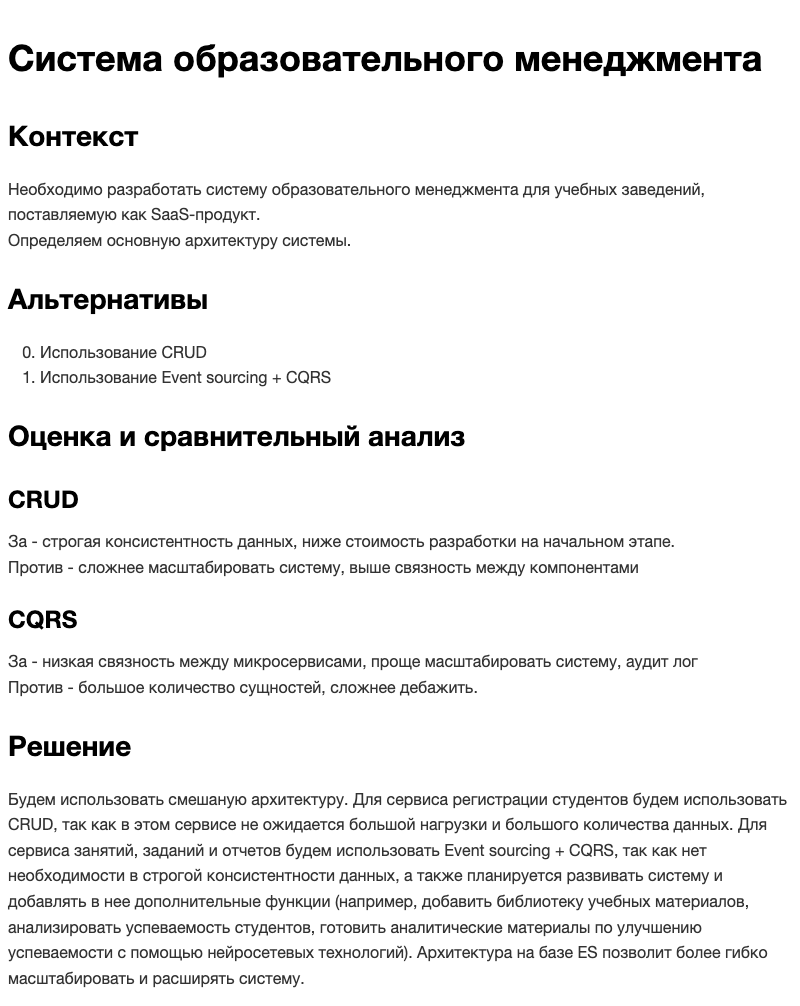 Система образовательного менеджмента
Контекст
Необходимо разработать систему образовательного менеджмента для учебных заведений,
поставляемую как SaaS-продукт.
Определяем основную архитектуру системы.
Альтернативы
0. Использование CRUD
1. Использование Event sourcing + CQRS
Оценка и сравнительный анализ
CRUD
За - строгая консистентность данных, ниже стоимость разработки на начальном этапе.
Против - сложнее масштабировать систему, выше связность между компонентами
CQRS
За - низкая связность между микросервисами, проще масштабировать систему, аудит лог
Против - большое количество сущностей, сложнее дебажить.
Решение
Будем использовать смешаную архитектуру. Для сервиса регистрации студентов будем использовать
CRUD, так как в этом сервисе не ожидается большой нагрузки и большого количества данных. Для
сервиса занятий, заданий и отчетов будем использовать Event sourcing + CQRS, так как нет
необходимости в строгой консистентности данных, а также планируется развивать систему и
добавлять в нее дополнительные функции (например, добавить библиотеку учебных материалов,
анализировать успеваемость студентов, готовить аналитические материалы по улучшению
успеваемости с помощью нейросетевых технологий). Архитектура на базе ES позволит более гибко
масштабировать и расширять систему.